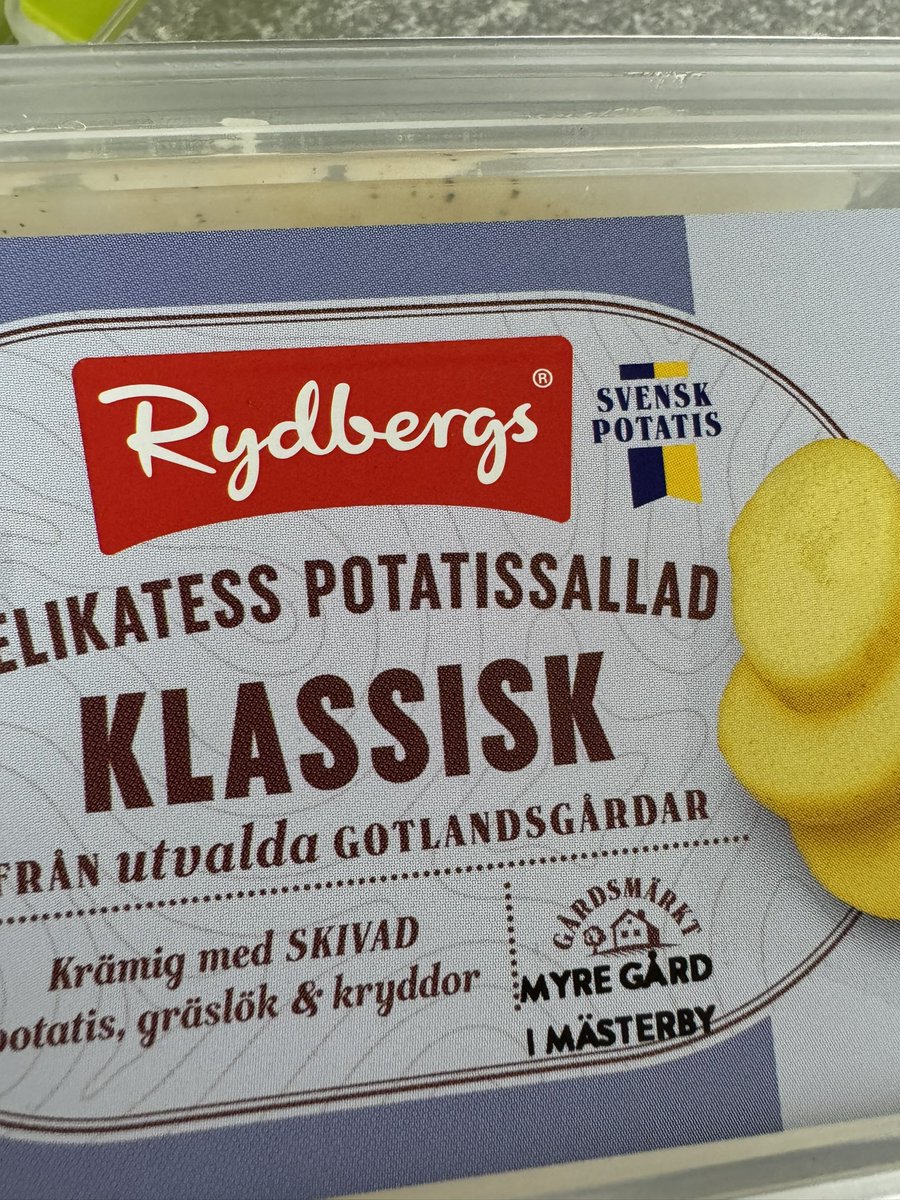 Rydbergs®
SVENSK
POTATIS
ELIKATESS POTATISSALLAD
KLASSISK
FRÅN utvalda GOTLANDSGÅRDAR
Krämig med SKIVAD
potatis, gräslök & kryddor
GÅRDSMÄRKT
MYRE GÅRD
I MÄSTERBY